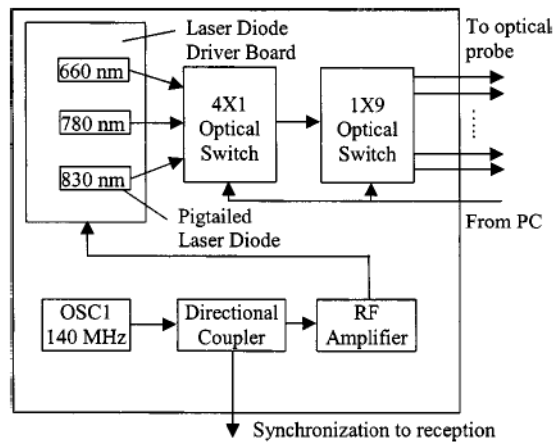 Laser Diode
Driver Board
To optical
probe
660 nm
780 nm
830 nm
4X1
Optical
Switch
1X9
Optical
Switch
From PC
Pigtailed
Laser Diode
OSC1
140 MHz
Directional
Coupler
RF
Amplifier
Synchronization to reception